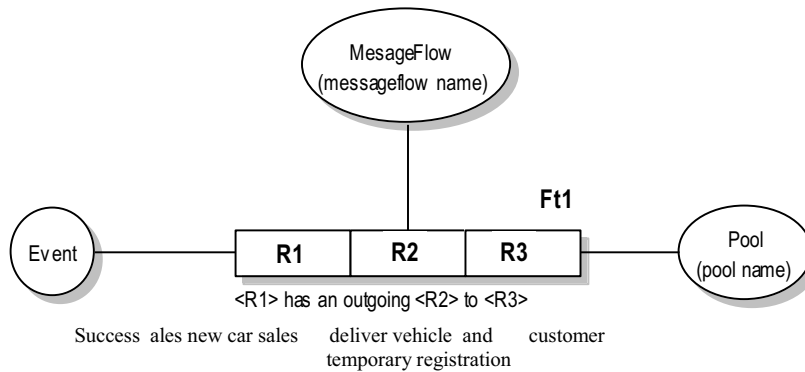 MesageFlow
(messageflow name)
Ft1
Event
R1 R2 R3
Pool
(pool name)
<R1> has an outgoing <R2> to <R3>
Success ales new car sales deliver vehicle and customer
temporary registration